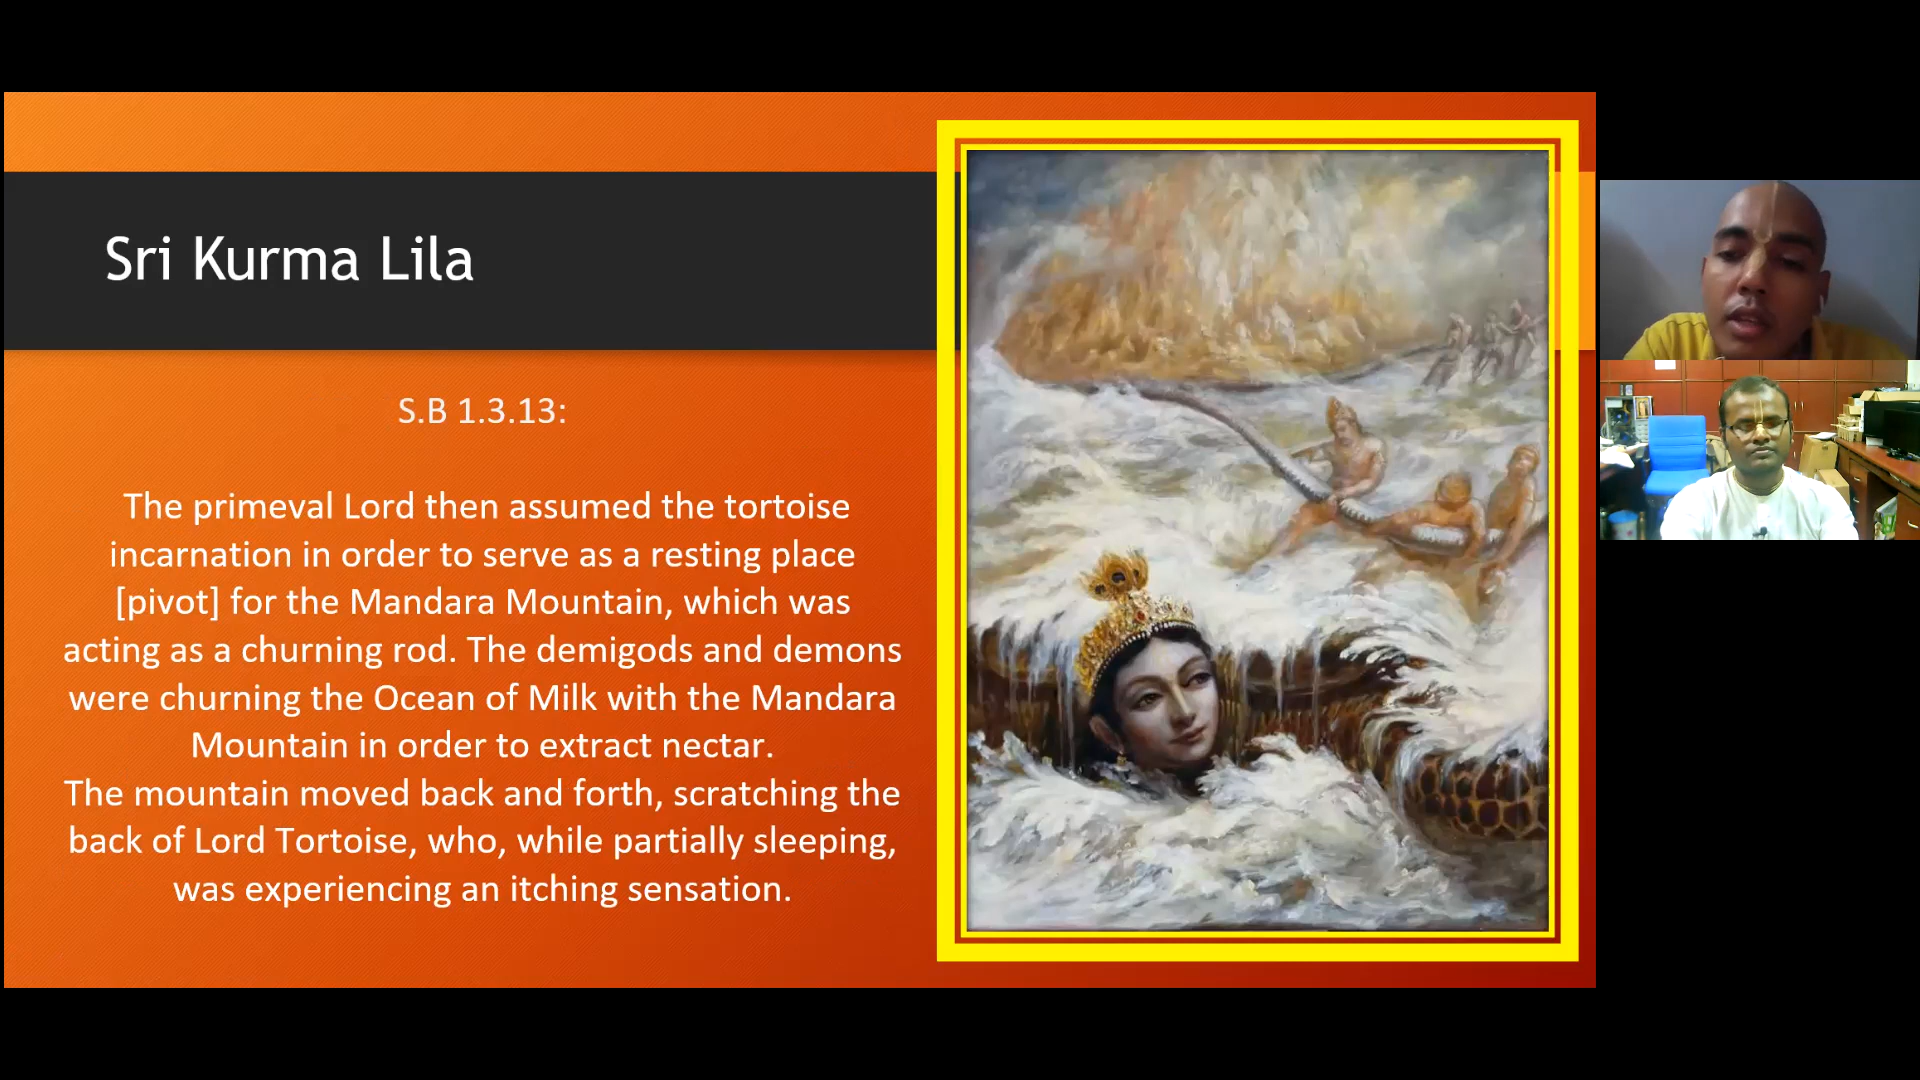 Sri Kurma Lila
S.B 1.3.13:
The primeval Lord then assumed the tortoise
incarnation in order to serve as a resting place
[pivot] for the Mandara Mountain, which was
acting as a churning rod. The demigods and demons
were churning the Ocean of Milk with the Mandara
Mountain in order to extract nectar.
The mountain moved back and forth, scratching the
back of Lord Tortoise, who, while partially sleeping,
was experiencing an itching sensation.